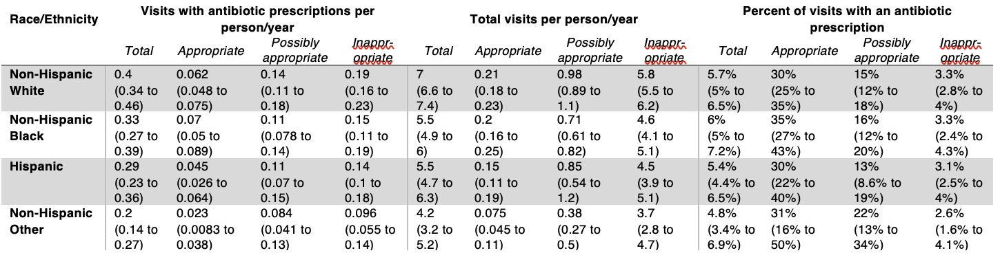 Race/Ethnicity Visits with antibiotic prescriptions per person/year Total visits per person/year Percent of visits with an antibiotic prescription
Total Appropriate Possibly appropriate Inappr-opriate Total Appropriate Possibly appropriate Inappr-opriate Total Appropriate Possibly appropriate Inappr-opriate
Non-Hispanic 0.4 0.062 0.14 0.19 7 0.21 0.98 5.8 5.7% 30% 15% 3.3%
White (0.34 to (0.048 to (0.11 to (0.16 to (6.6 to (0.18 to (0.89 to (5.5 to (5% to (25% to (12% to (2.8% to
0.46) 0.075) 0.18) 0.23) 7.4) 0.23) 1.1) 6.2) 6.5%) 35%) 18%) 4%)
Non-Hispanic 0.33 0.07 0.11 0.15 5.5 0.2 0.71 4.6 6% 35% 16% 3.3%
Black (0.27 to (0.05 to (0.078 to (0.11 to (4.9 to (0.16 to (0.61 to (4.1 to (5% to (27% to (12% to (2.4% to
0.39) 0.089) 0.14) 0.19) 6) 0.25) 0.82) 5.1) 7.2%) 43%) 20%) 4.3%)
Hispanic 0.29 0.045 0.11 0.14 5.5 0.15 0.85 4.5 5.4% 30% 13% 3.1%
(0.23 to (0.026 to (0.07 to (0.1 to (4.7 to (0.11 to (0.54 to (3.9 to (4.4% to (22% to (8.6% to (2.5% to
0.36) 0.064) 0.15) 0.18) 6.3) 0.19) 1.2) 5.1) 6.5%) 40%) 19%) 4%)
Non-Hispanic 0.2 0.023 0.084 0.096 4.2 0.075 0.38 3.7 4.8% 31% 22% 2.6%
Other (0.14 to (0.0083 to (0.041 to (0.055 to (3.2 to (0.045 to (0.27 to (2.8 to (3.4% to (16% to (13% to (1.6% to
0.27) 0.038) 0.13) 0.14) 5.2) 0.11) 0.5) 4.7) 6.9%) 50%) 34%) 4.1%)